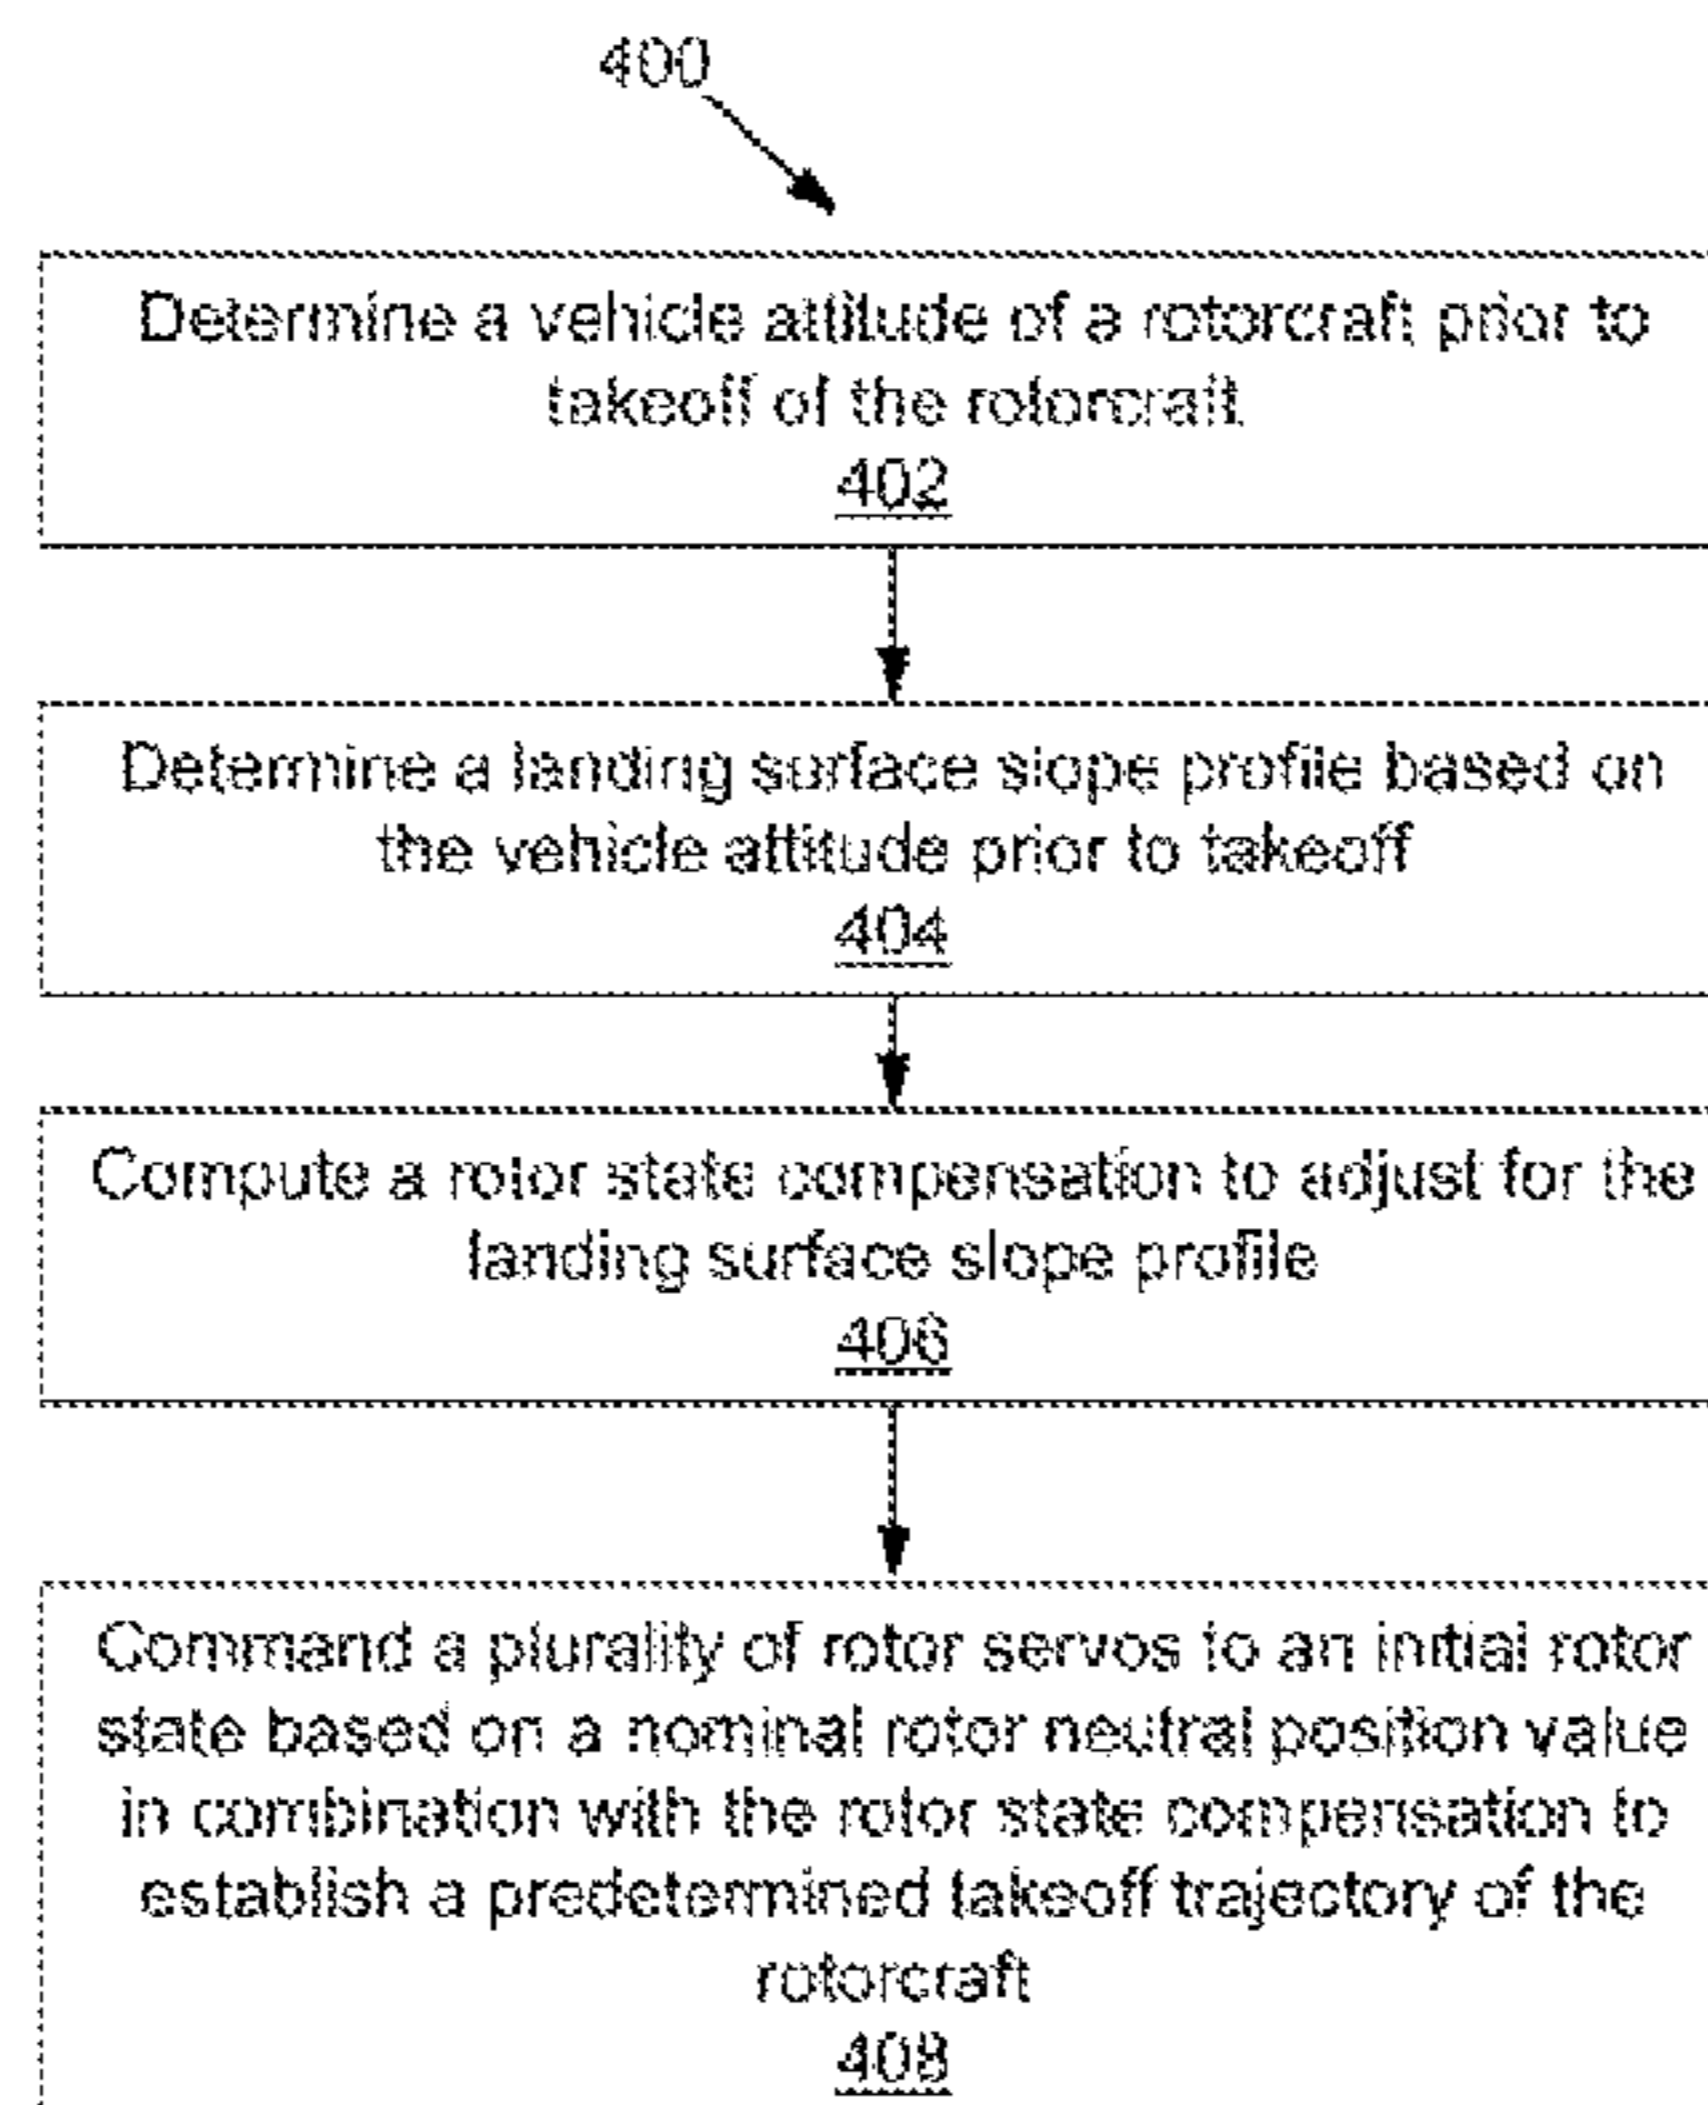 400
Determine a vehicle attitude of a rotorcraft prior to
takeoff of the rotorcraft
402
Determine a landing surface slope profile based on
the vehicle attitude prior to takeoff
404
Compute a rotor state compensation to adjust for the
landing surface slope profile
406
Command a plurality of rotor servos to an initial rotor
state based on a nominal rotor neutral position value
in combination with the rotor state compensation to
establish a predetermined takeoff trajectory of the
rotorcraft
408